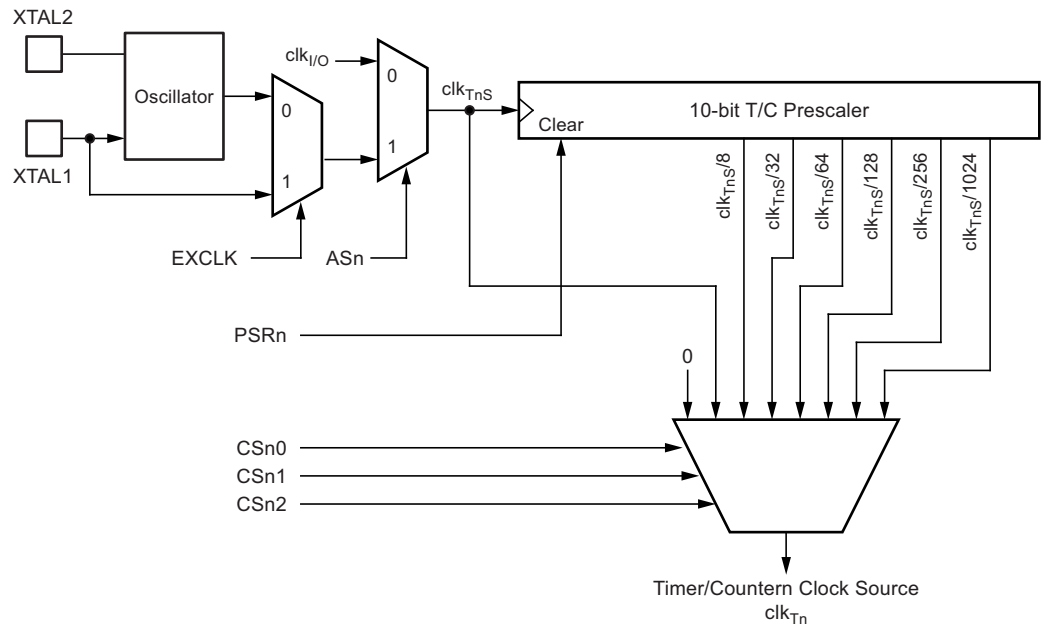 XTAL2
XTAL1
Oscillator
0
1
EXCLK
clkI/O
0
1
ASn
clkTnS
10-bit T/C Prescaler
Clear
clkTnS/8
clkTnS/32
clkTnS/64
clkTnS/128
clkTnS/256
clkTnS/1024
PSRn
0
CSn0
CSn1
CSn2
Timer/Countern Clock Source
clkTn